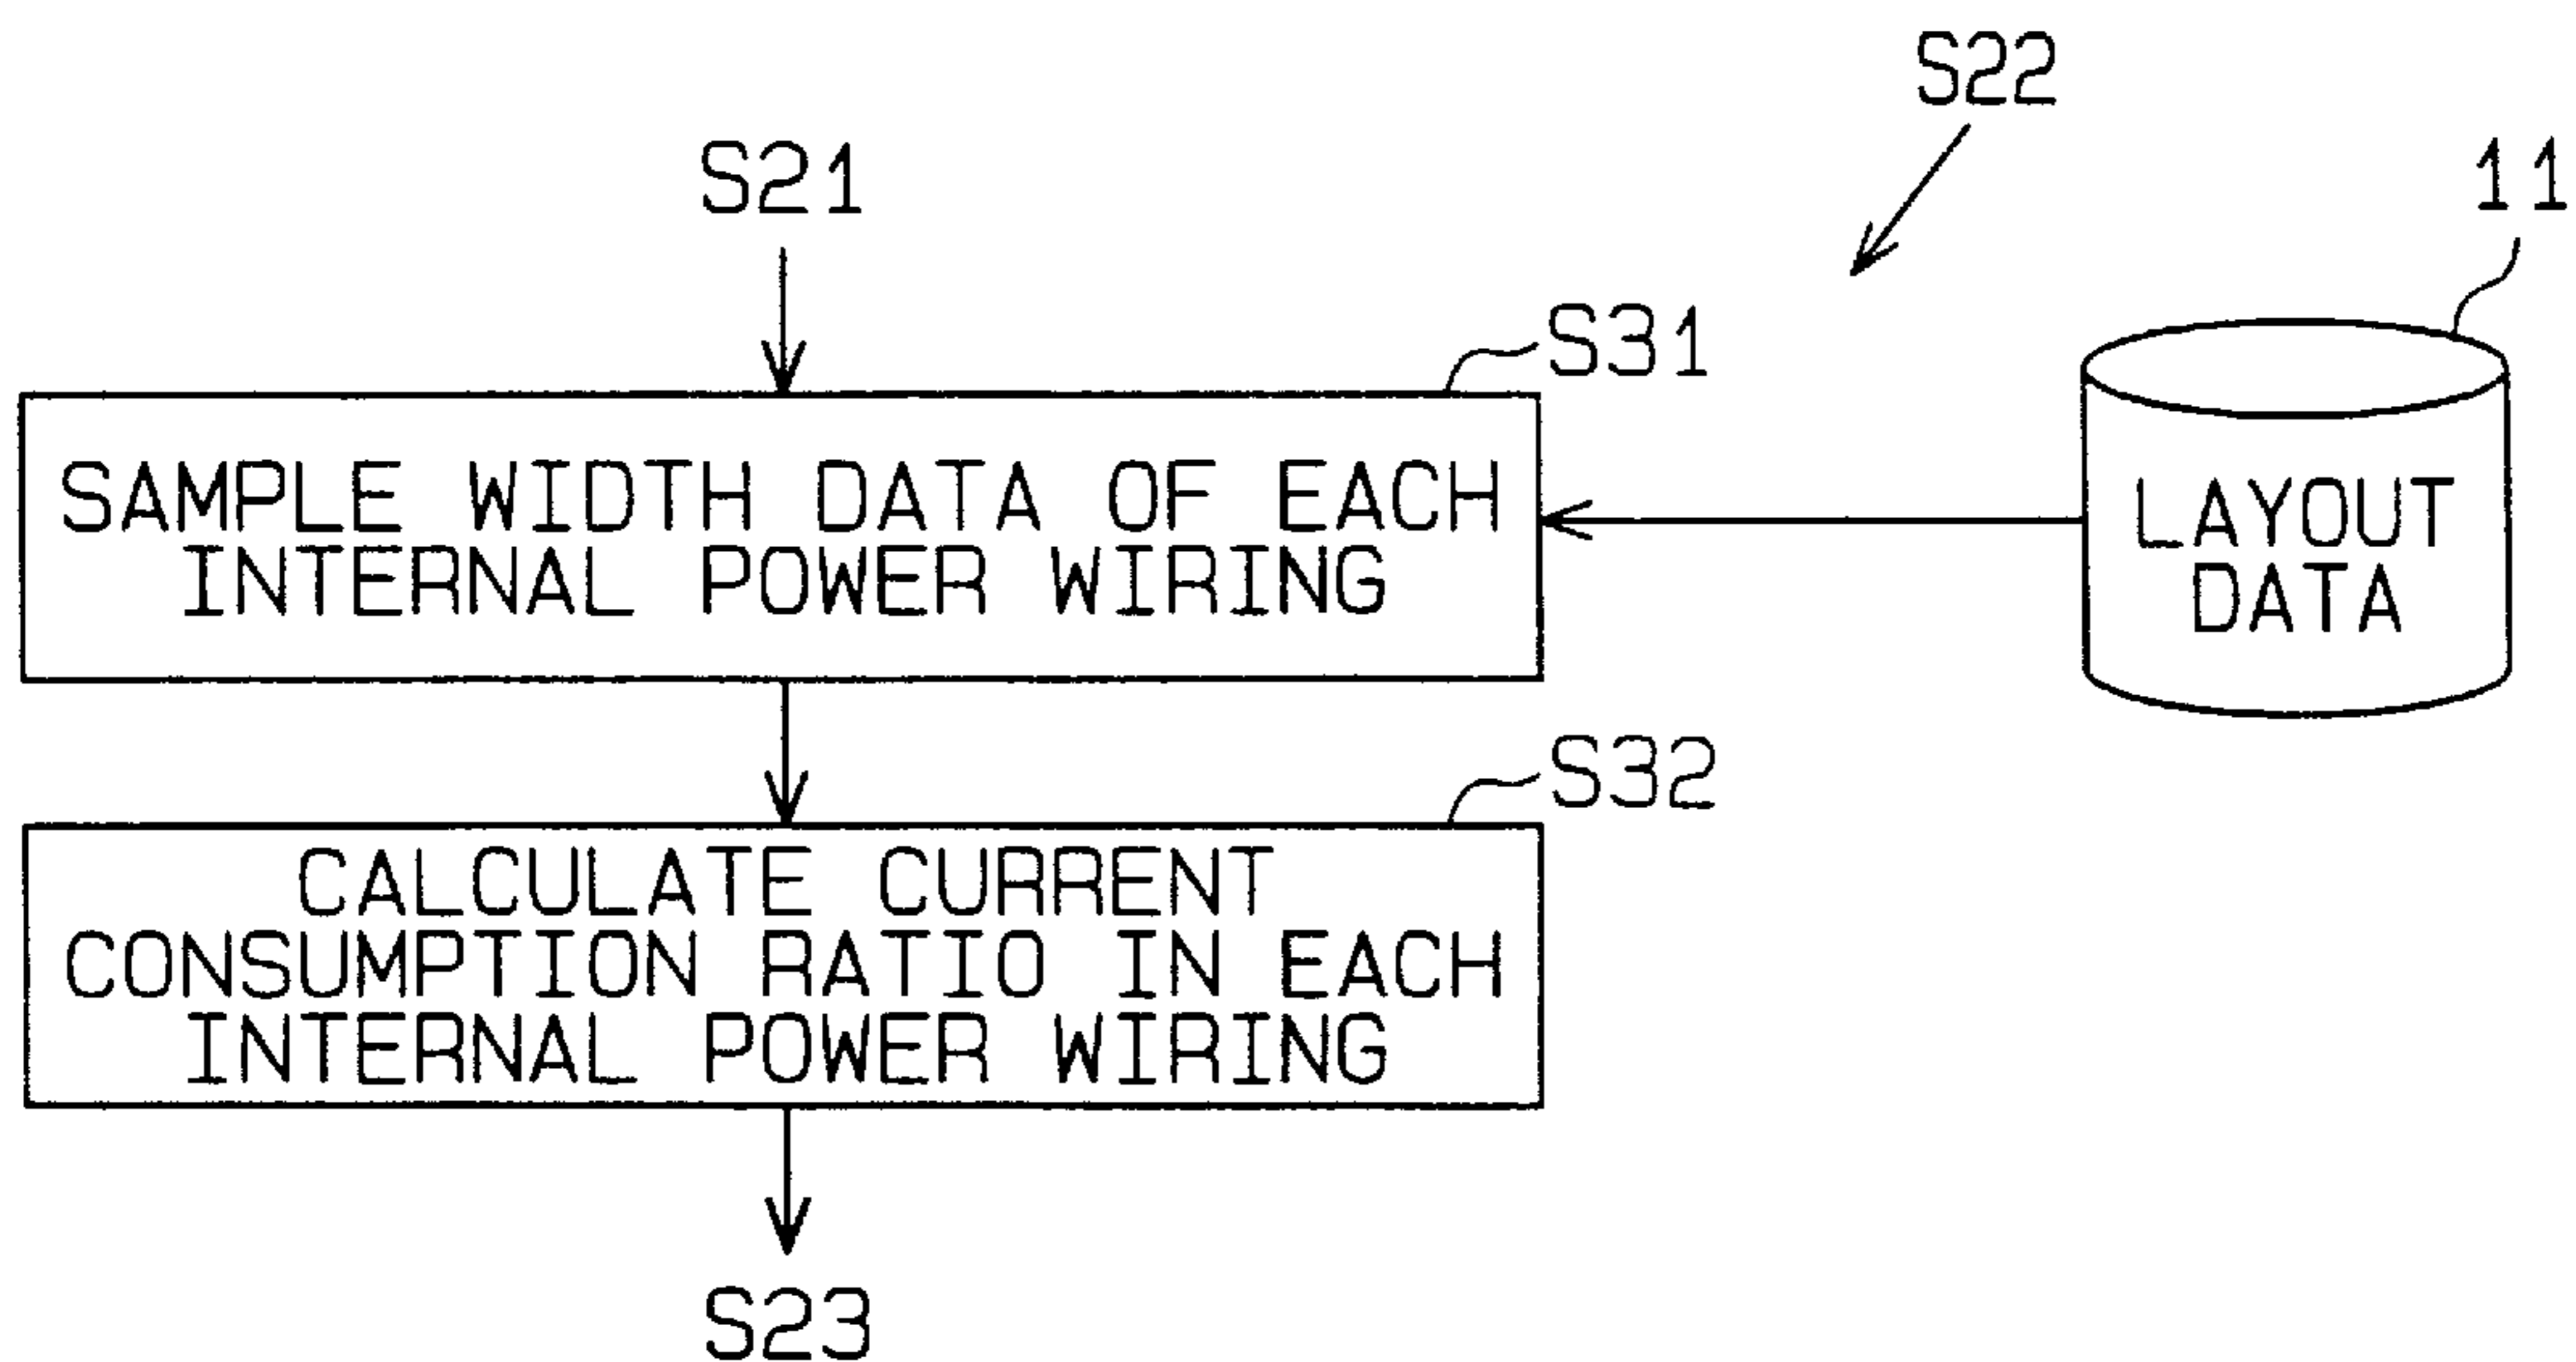 S22
S21
11
S31
SAMPLE WIDTH DATA OF EACH
INTERNAL POWER WIRING
LAYOUT
DATA
S32
CALCULATE CURRENT
CONSUMPTION RATIO IN EACH
INTERNAL POWER WIRING
S23